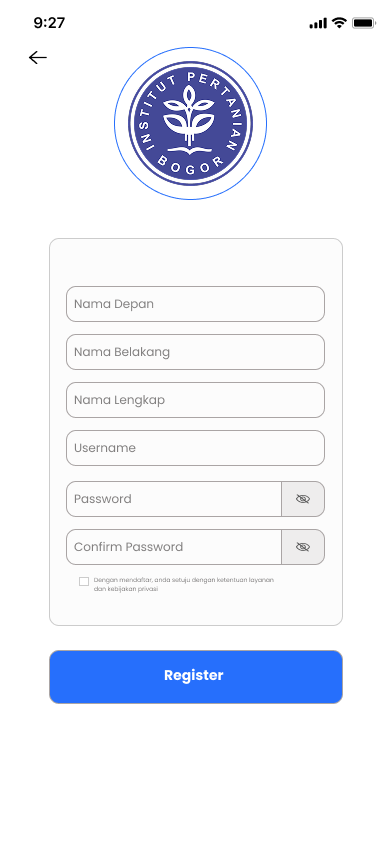 9:27
INSTITUT PERTANIAN
BOGOR
Nama Depan
Nama Belakang
Nama Lengkap
Username
Password
Confirm Password
Dengan mendaftar, anda setuju dengan ketentuan layanan
dan kebijakan privasi
Register